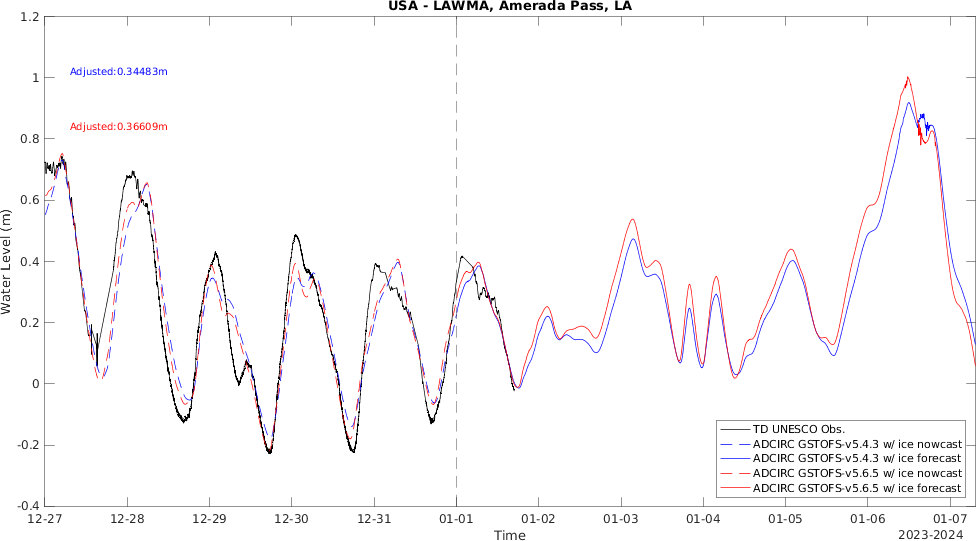 USA - LAWMA, Amerada Pass, LA
1.2
1
0.8
0.6
0.4
0.2
0
-0.2
-0.4
Water Level (m)
Adjusted:0.34483m
Adjusted:0.36609m
TD UNESCO Obs.
ADCIRC GSTOFS-v5.4.3 w/ ice nowcast
ADCIRC GSTOFS-v5.4.3 w/ ice forecast
ADCIRC GSTOFS-v5.6.5 w/ ice nowcast
ADCIRC GSTOFS-v5.6.5 w/ ice forecast
12-27 12-28 12-29 12-30 12-31 01-01 01-02 01-03 01-04 01-05 01-06 01-07
Time
2023-2024